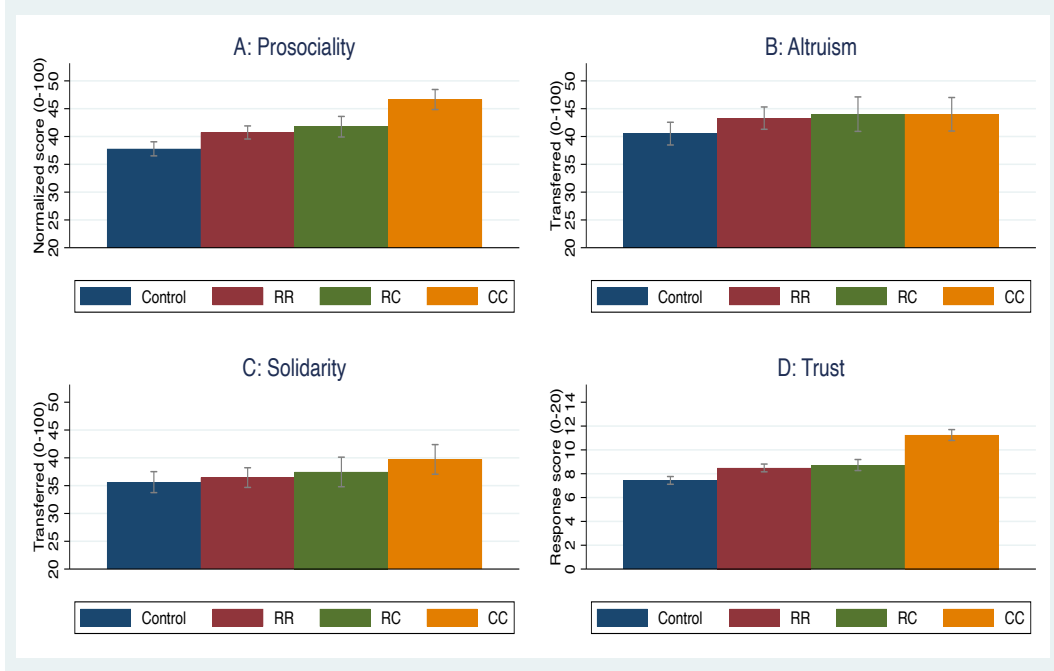 A: Prosociality
Normalized score (0-100)
20 25 30 35 40 45 50
Control RR RC CC
B: Altruism
Transferred (0-100)
20 25 30 35 40 45 50
Control RR RC CC
C: Solidarity
Transferred (0-100)
20 25 30 35 40 45 50
Control RR RC CC
D: Trust
Response score (0-20)
0 2 4 6 8 10 12 14
Control RR RC CC